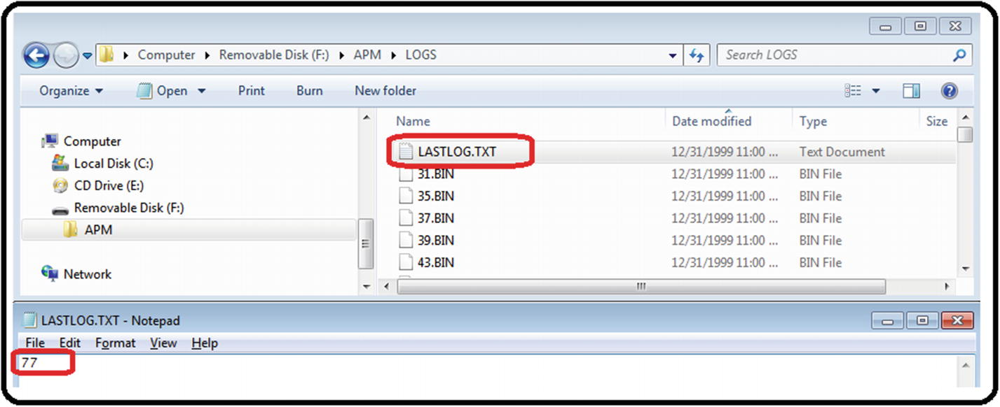 Computer Removable Disk (F:) APM LOGS Search LOGS
Organize Open Print Burn New folder
Name Date modified Type Size
Computer LASTLOG.TXT 12/31/1999 11:00 ... Text Document
Local Disk (C:) 31.BIN 12/31/1999 11:00 ... BIN File
CD Drive (E:) 35.BIN 12/31/1999 11:00 ... BIN File
Removable Disk (F:) 37.BIN 12/31/1999 11:00 ... BIN File
APM 39.BIN 12/31/1999 11:00 ... BIN File
43.BIN 12/31/1999 11:00 ... BIN File
Network
LASTLOG.TXT - Notepad
File Edit Format View Help
77